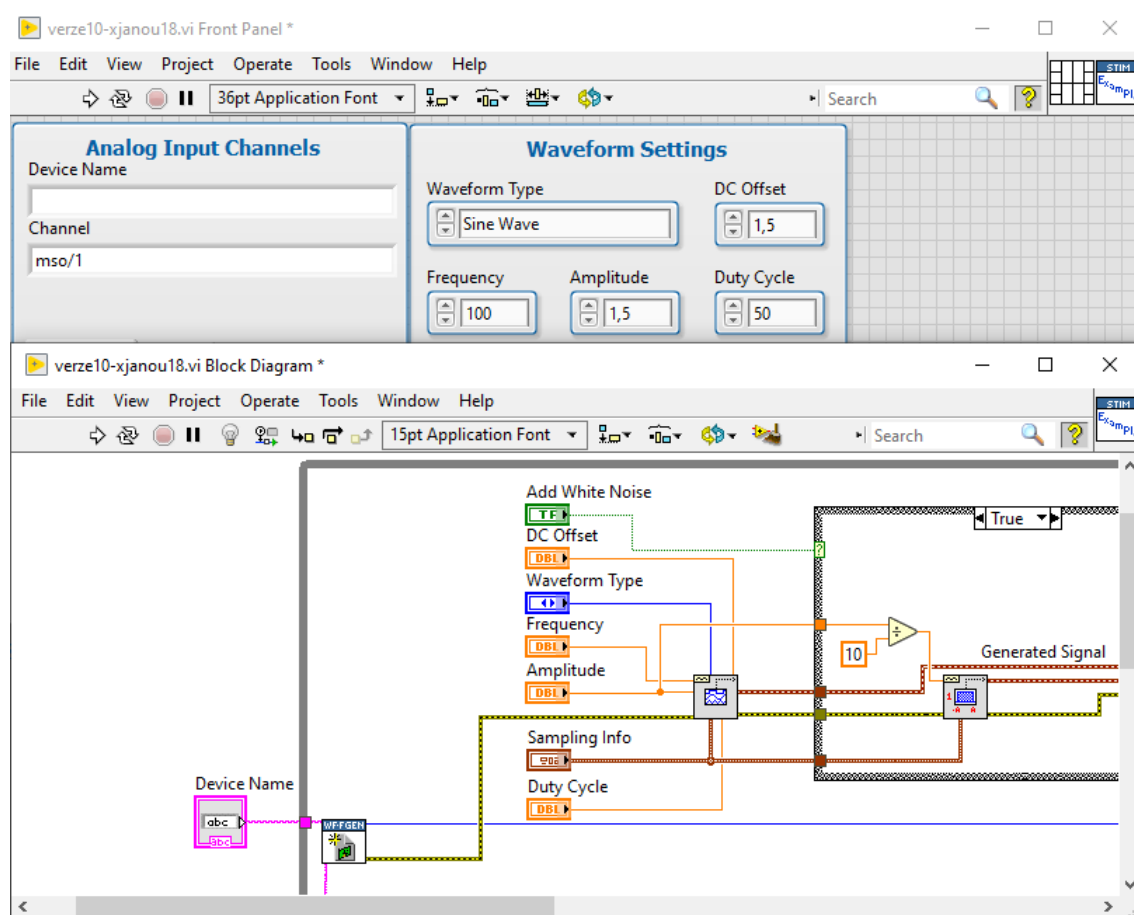 verze10-xjanou18.vi Front Panel *
File Edit View Project Operate Tools Window Help
36pt Application Font
Search
STIM
Analog Input Channels
Device Name
Channel
mso/1
Waveform Settings
Waveform Type
Sine Wave
DC Offset
1,5
Frequency
100
Amplitude
1,5
Duty Cycle
50
verze10-xjanou18.vi Block Diagram *
File Edit View Project Operate Tools Window Help
15pt Application Font
Search
STIM
Add White Noise
TF
DC Offset
DBL
Waveform Type
Frequency
DBL
Amplitude
DBL
Sampling Info
Duty Cycle
DBL
True
10
Generated Signal
Device Name
abc
abc
WF-FGEN